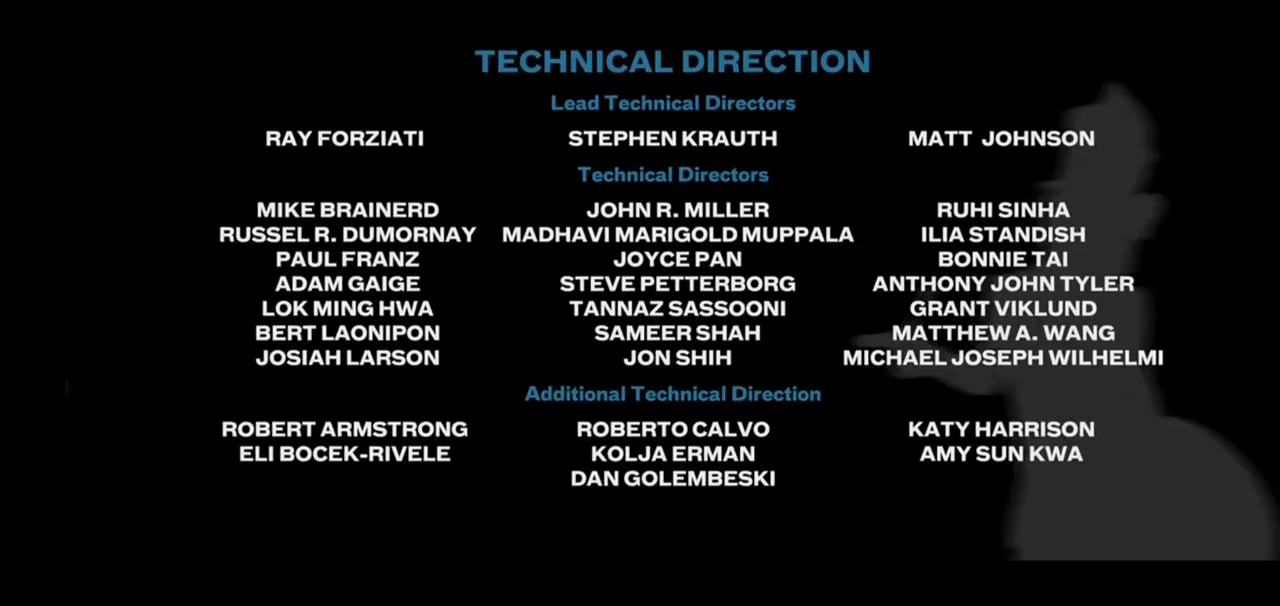 TECHNICAL DIRECTION
Lead Technical Directors
RAY FORZIATI STEPHEN KRAUTH MATT JOHNSON
Technical Directors
MIKE BRAINERD JOHN R. MILLER RUHI SINHA
RUSSEL R. DUMORNAY MADHAVI MARIGOLD MUPPALA ILIA STANDISH
PAUL FRANZ JOYCE PAN BONNIE TAI
ADAM GAIGE STEVE PETTERBORG ANTHONY JOHN TYLER
LOK MING HWA TANNAZ SASSOONI GRANT VIKLUND
BERT LAONIPON SAMEER SHAH MATTHEW A. WANG
JOSIAH LARSON JON SHIH MICHAEL JOSEPH WILHELMI
Additional Technical Direction
ROBERT ARMSTRONG ROBERTO CALVO KATY HARRISON
ELI BOCEK-RIVELE KOLJA ERMAN AMY SUN KWA
DAN GOLEMBESKI